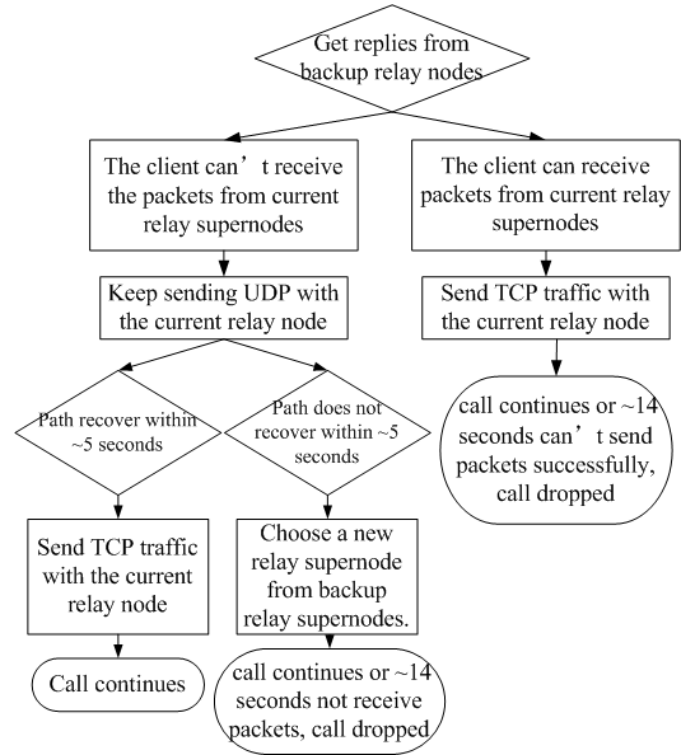 Get replies from
backup relay nodes
The client can’t receive
the packets from current
relay supernodes
The client can receive
packets from current relay
supernodes
Keep sending UDP with
the current relay node
Send TCP traffic with
the current relay node
Path recover within
~5 seconds
Path does not
recover within ~5
seconds
call continues or ~14
seconds can’t send
packets successfully,
call dropped
Send TCP traffic
with the current
relay node
Choose a new
relay supernode
from backup
relay supernodes.
Call continues
call continues or ~14
seconds not receive
packets, call dropped